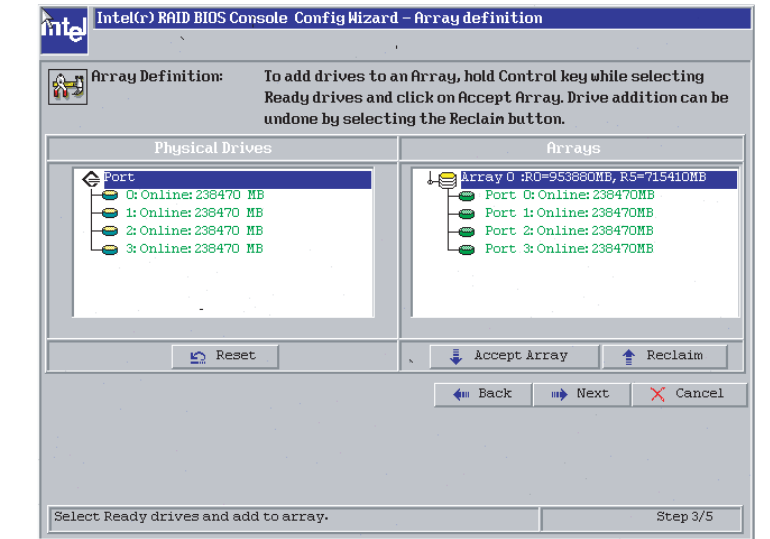 intel
Intel(r) RAID BIOS Console Config Wizard – Array definition
Array Definition:
To add drives to an Array, hold Control key while selecting
Ready drives and click on Accept Array. Drive addition can be
undone by selecting the Reclaim button.
Physical Drives
Port
0: Online: 238470 MB
1: Online: 238470 MB
2: Online: 238470 MB
3: Online: 238470 MB
Reset
Arrays
Array 0 :R0=953880MB, R5=715410MB
Port 0: Online: 238470MB
Port 1: Online: 238470MB
Port 2: Online: 238470MB
Port 3: Online: 238470MB
Accept Array
Reclaim
Back
Next
Cancel
Select Ready drives and add to array.
Step 3/5